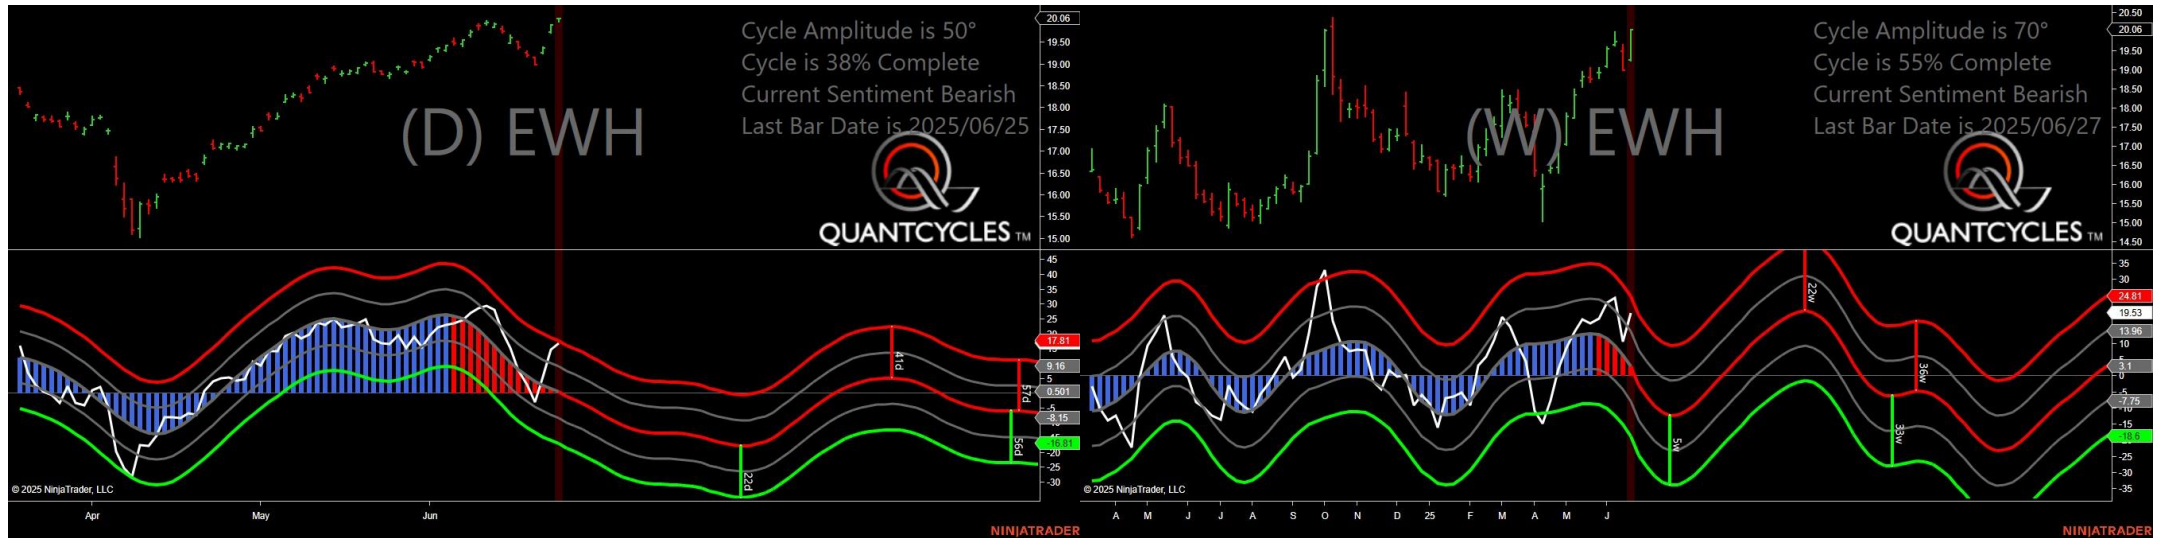 Cycle Amplitude is 50°
Cycle is 38% Complete
Current Sentiment Bearish
Last Bar Date is 2025/06/25
(D) EWH
QUANTCYCLES TM
20.06
19.50
19.00
18.50
18.00
17.50
17.00
16.50
16.00
15.50
15.00
45
40
35
30
25
20
15
17.81
9.16
5
0.501
-5
-8.15
-15
-16.81
-20
-25
-30
41d
57d
56d
22d
© 2025 NinjaTrader, LLC
Apr
May
Jun
NINJATRADER
Cycle Amplitude is 70°
Cycle is 55% Complete
Current Sentiment Bearish
Last Bar Date is 2025/06/27
(W) EWH
QUANTCYCLES TM
20.50
20.06
19.50
19.00
18.50
18.00
17.50
17.00
16.50
16.00
15.50
15.00
14.50
35
30
24.81
19.53
13.96
10
3.1
0
-5
-7.75
-10
-15
-18.6
-25
-30
-35
22w
36w
33w
5w
© 2025 NinjaTrader, LLC
A M J J A S O N D 25 F M A M J
NINJATRADER